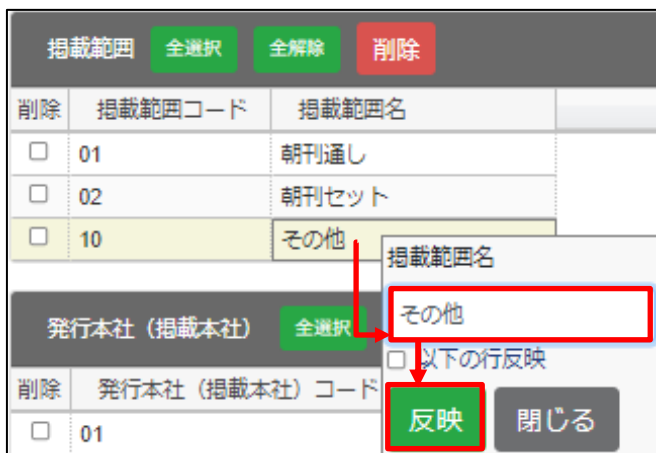 掲載範囲 全選択 全解除 削除
削除 掲載範囲コード 掲載範囲名
01 朝刊通し
02 朝刊セット
10 その他
掲載範囲名
その他
以下の行反映
反映 閉じる
発行本社（掲載本社） 全選択
削除 発行本社（掲載本社）コード
01